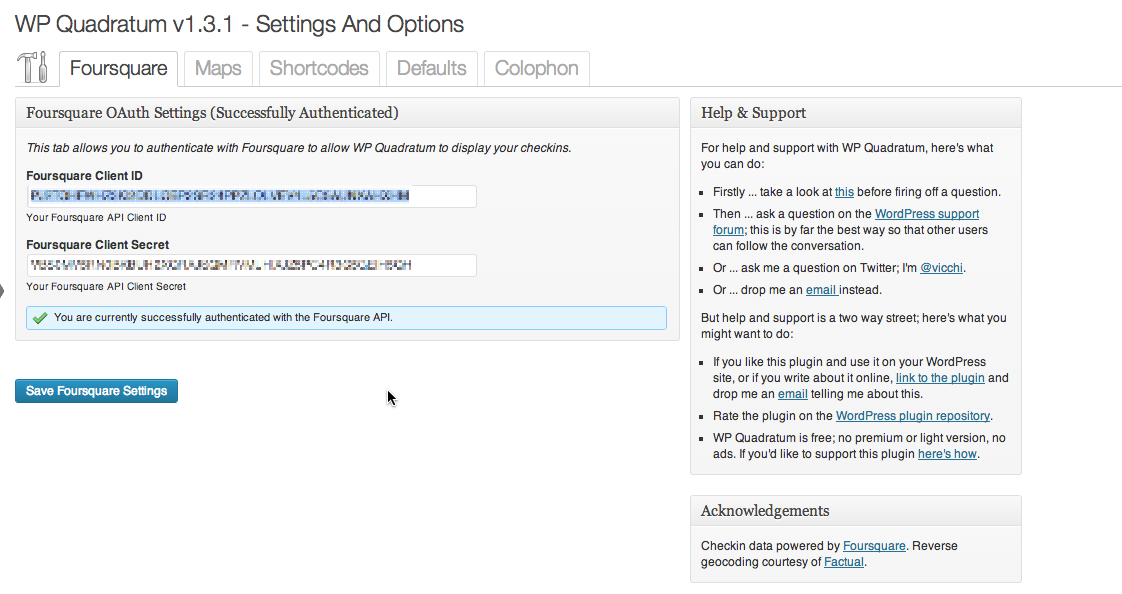 WP Quadratum v1.3.1 - Settings And Options
Foursquare
Maps
Shortcodes
Defaults
Colophon
Foursquare OAuth Settings (Successfully Authenticated)
This tab allows you to authenticate with Foursquare to allow WP Quadratum to display your checkins.
Foursquare Client ID
Your Foursquare API Client ID
Foursquare Client Secret
Your Foursquare API Client Secret
You are currently successfully authenticated with the Foursquare API.
Save Foursquare Settings
Help & Support
For help and support with WP Quadratum, here's what
you can do:
Firstly ... take a look at this before firing off a question.
Then ... ask a question on the WordPress support
forum; this is by far the best way so that other users
can follow the conversation.
Or ... ask me a question on Twitter; I'm @vicchi.
Or ... drop me an email instead.
But help and support is a two way street; here's what you
might want to do:
If you like this plugin and use it on your WordPress
site, or if you write about it online, link to the plugin and
drop me an email telling me about this.
Rate the plugin on the WordPress plugin repository.
WP Quadratum is free; no premium or light version, no
ads. If you'd like to support this plugin here's how.
Acknowledgements
Checkin data powered by Foursquare. Reverse
geocoding courtesy of Factual.